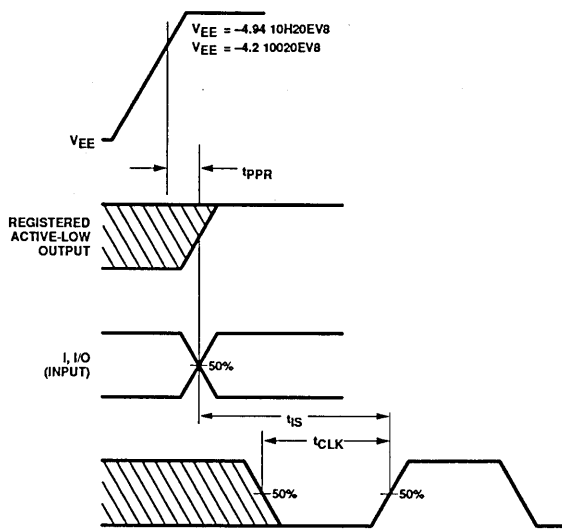 VEE = –4.94 10H20EV8
VEE = –4.2 10020EV8
VEE
tPPR
REGISTERED
ACTIVE-LOW
OUTPUT
I, I/O
(INPUT)
50%
tIS
tCLK
50%
50%